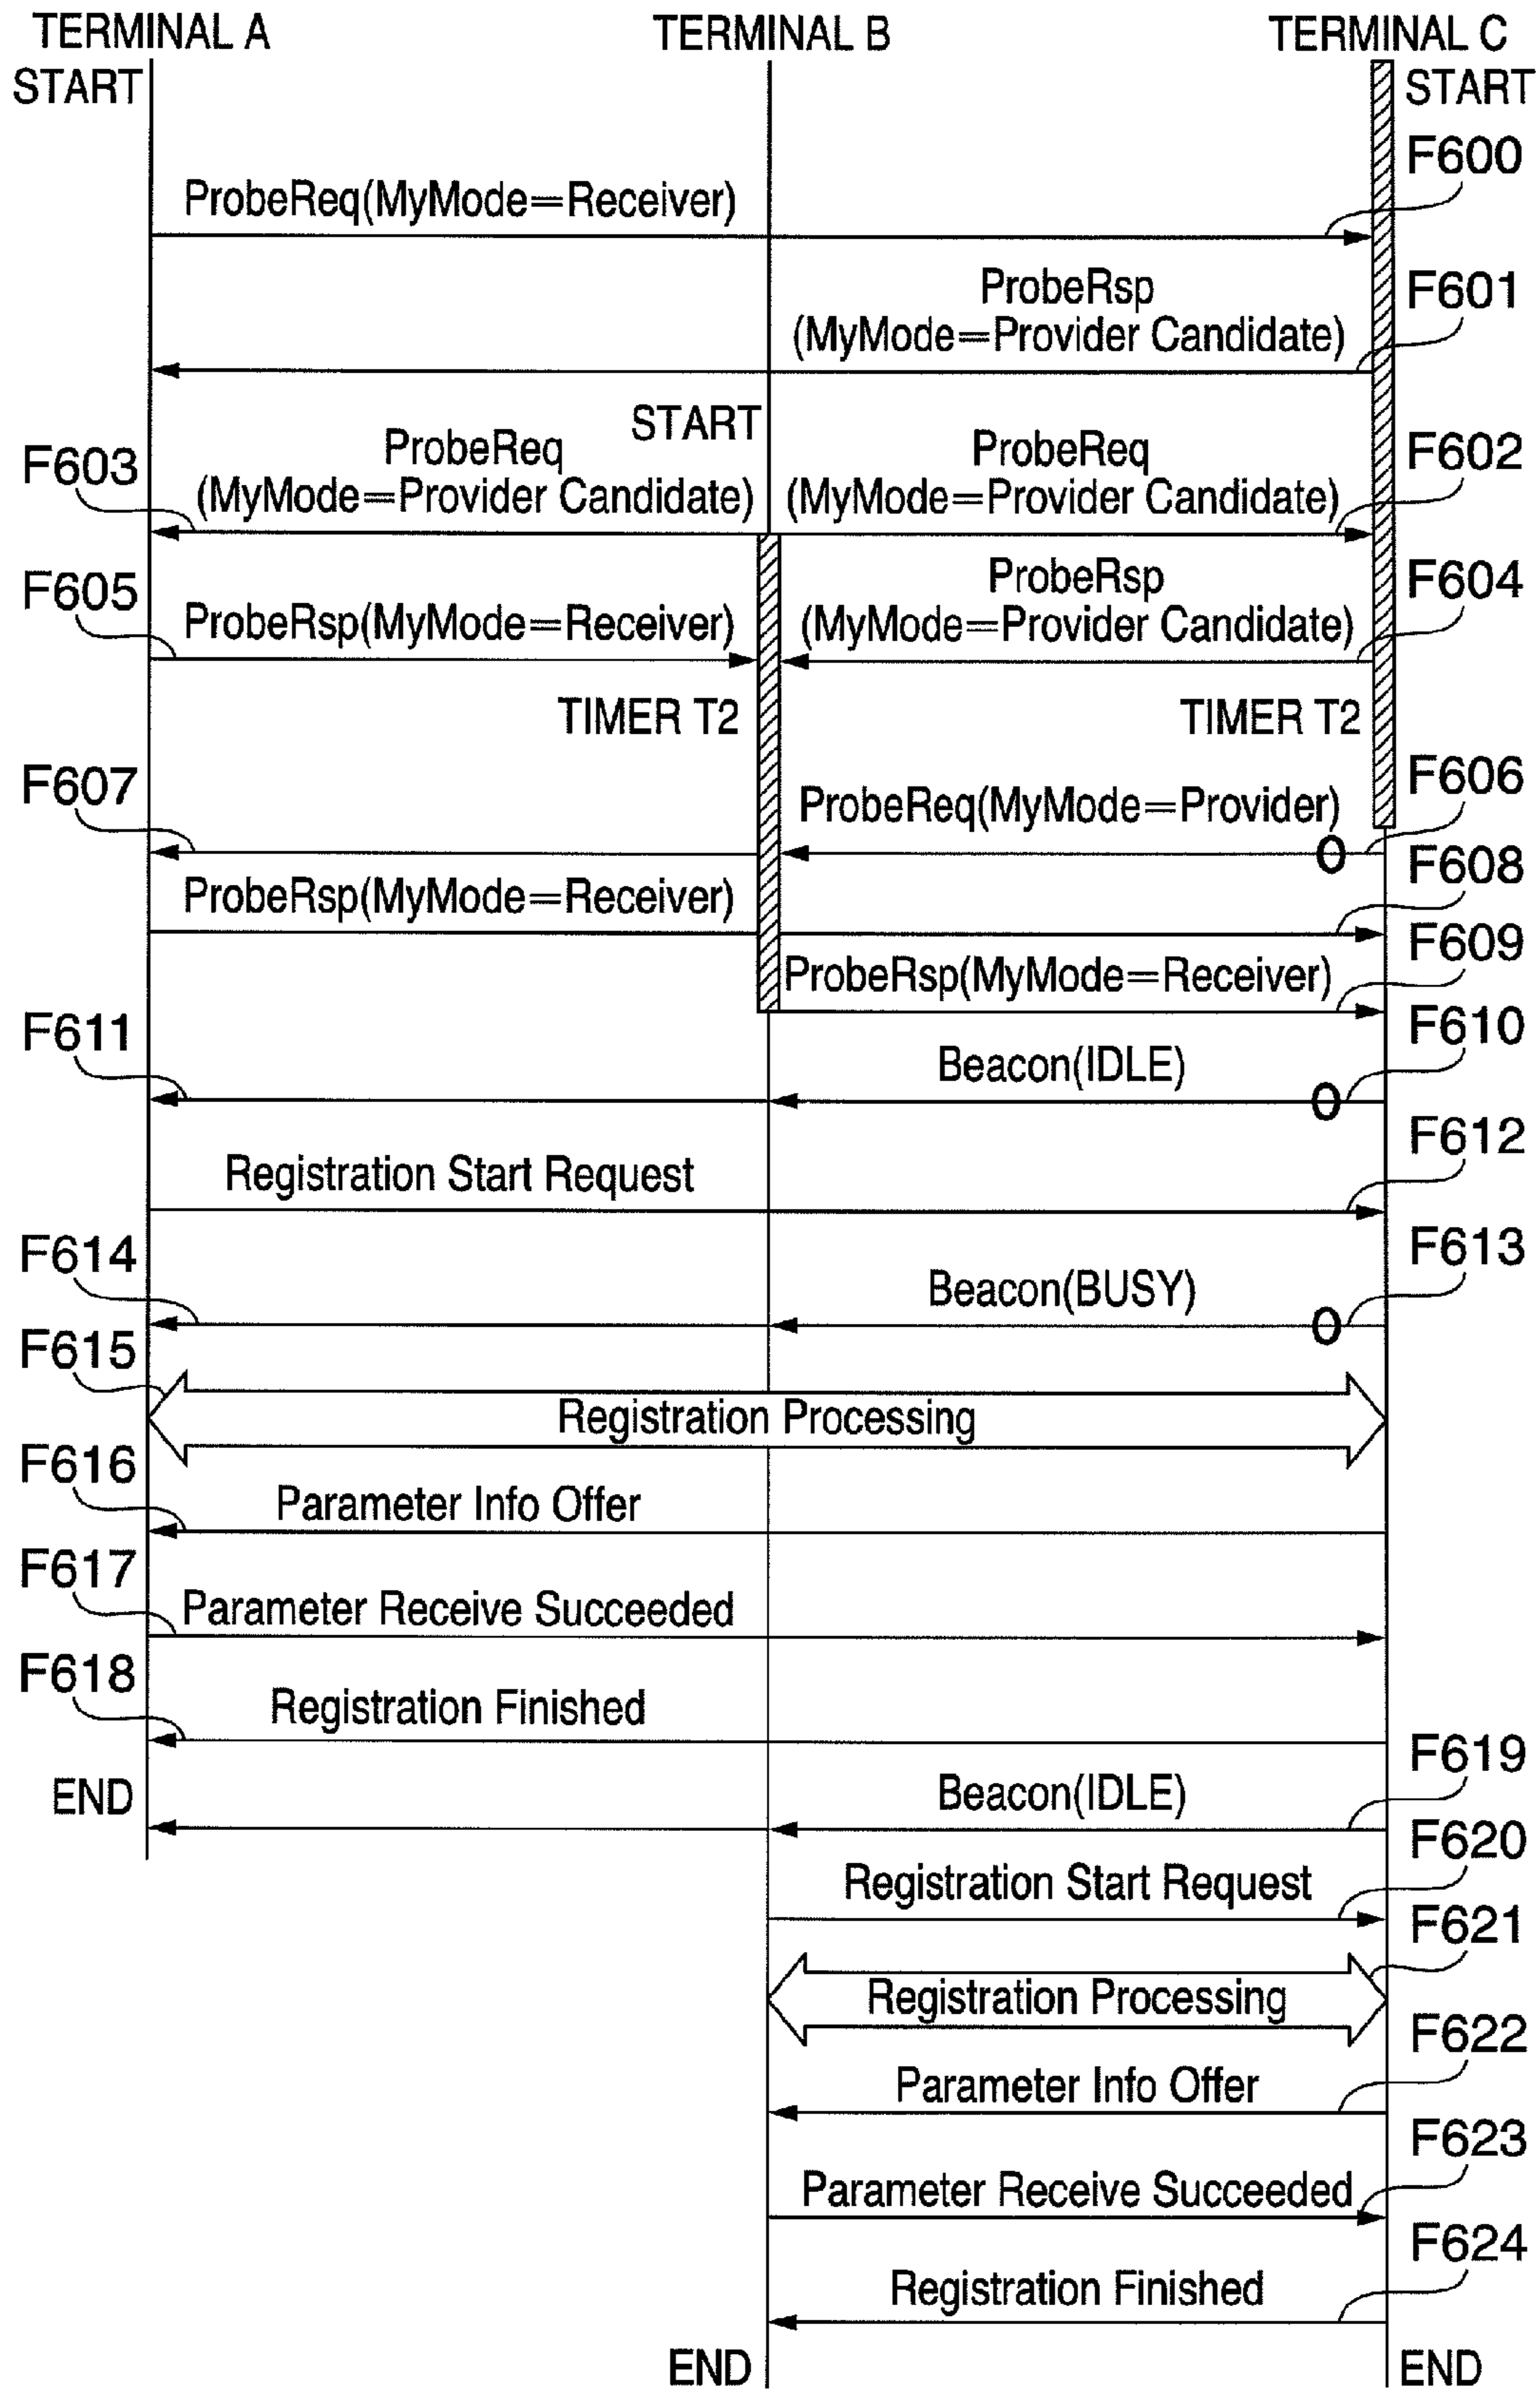 TERMINAL A
TERMINAL B
TERMINAL C
START
START
F600
ProbeReq(MyMode=Receiver)
F601
ProbeRsp
(MyMode=Provider Candidate)
START
F603
ProbeReq
(MyMode=Provider Candidate)
ProbeReq
(MyMode=Provider Candidate)
F602
F605
ProbeRsp(MyMode=Receiver)
ProbeRsp
(MyMode=Provider Candidate)
F604
TIMER T2
TIMER T2
F607
ProbeReq(MyMode=Provider)
F606
F608
ProbeRsp(MyMode=Receiver)
F609
ProbeRsp(MyMode=Receiver)
F611
F610
Beacon(IDLE)
F612
Registration Start Request
F614
F613
Beacon(BUSY)
F615
Registration Processing
F616
Parameter Info Offer
F617
Parameter Receive Succeeded
F618
Registration Finished
F619
END
Beacon(IDLE)
F620
Registration Start Request
F621
Registration Processing
F622
Parameter Info Offer
F623
Parameter Receive Succeeded
F624
Registration Finished
END
END